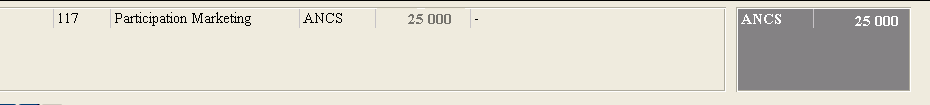 117 Participation Marketing ANCS 25 000 - ANCS 25 000